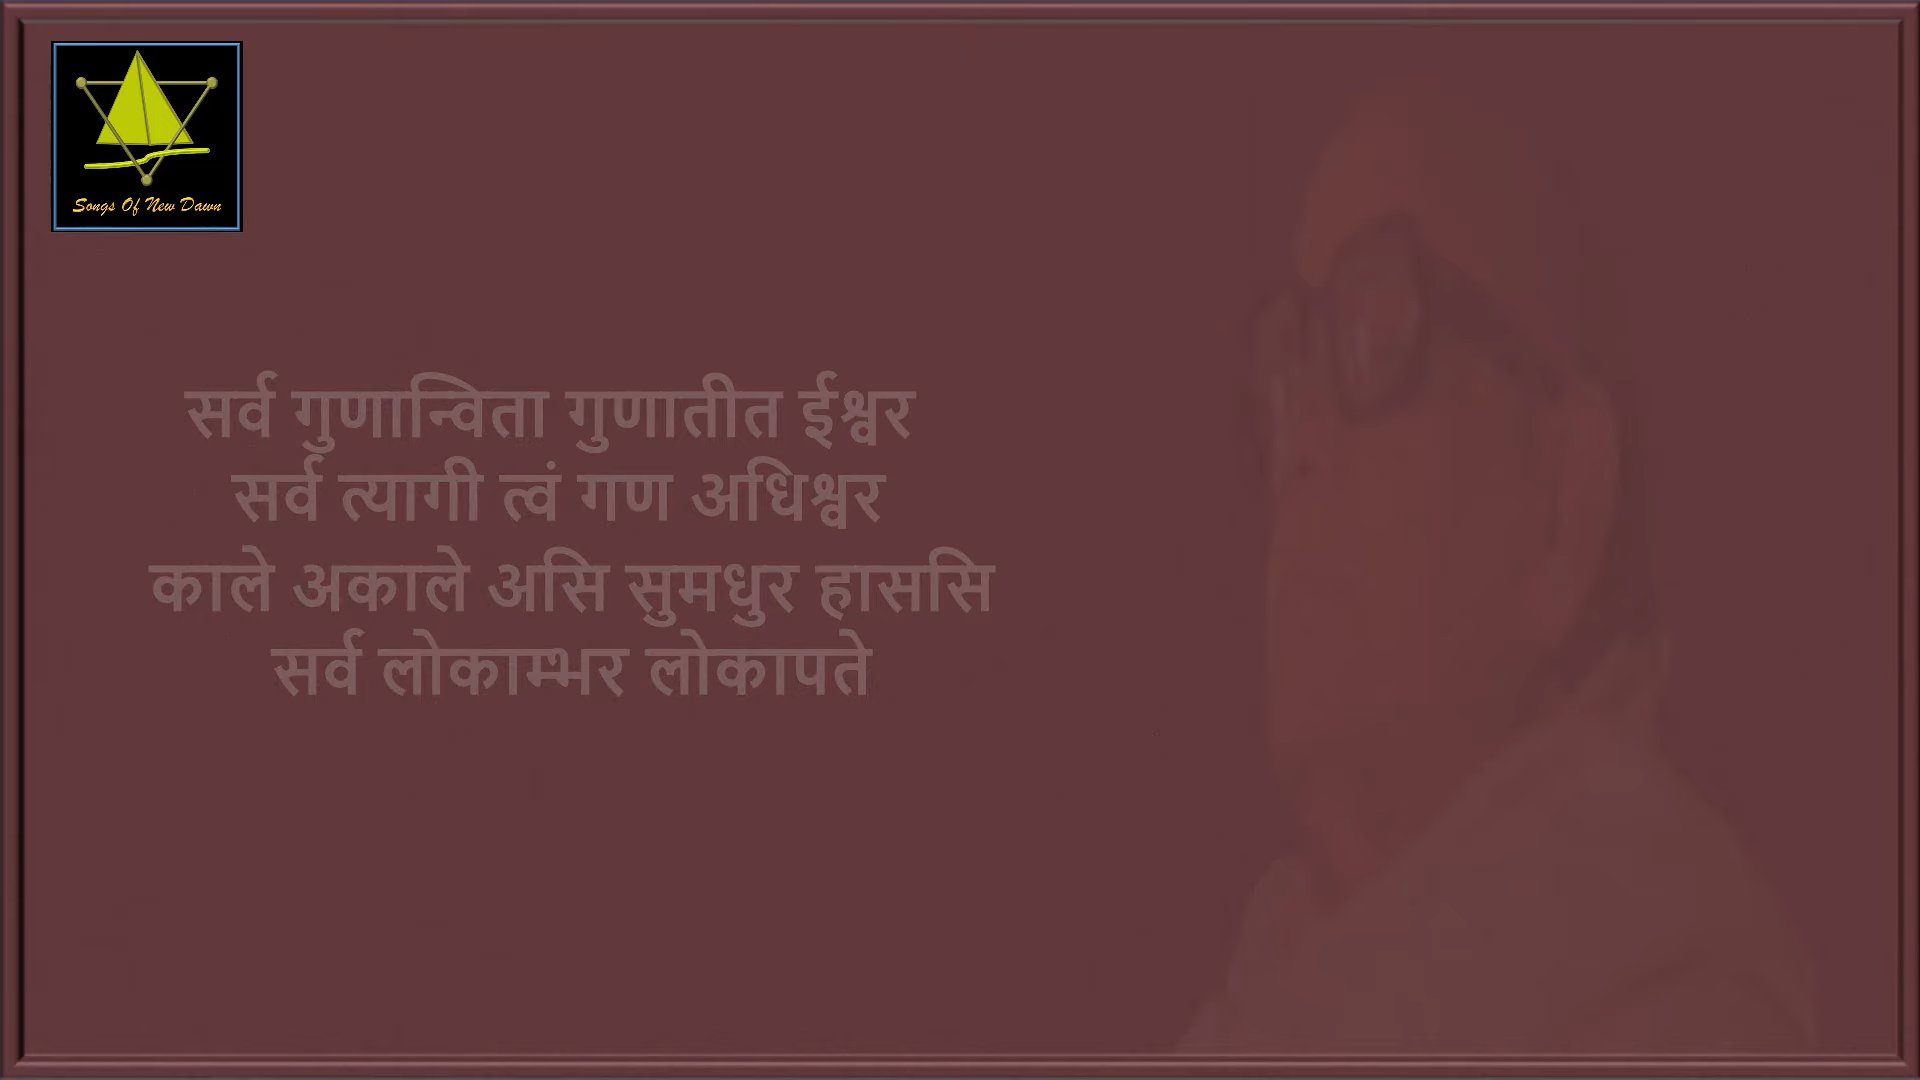 Songs Of New Dawn
सर्व गुणान्विता गुणातीत ईश्वर
सर्व त्यागी त्वं गण अधिश्वर
काले अकाले असि सुमधुर हाससि
सर्व लोकाम्भर लोकापते